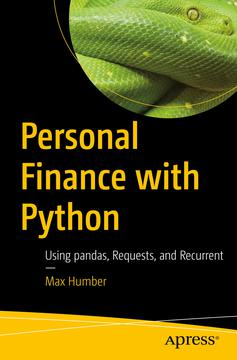 Personal
Finance with
Python
Using pandas, Requests, and Recurrent
Max Humber
Apress®